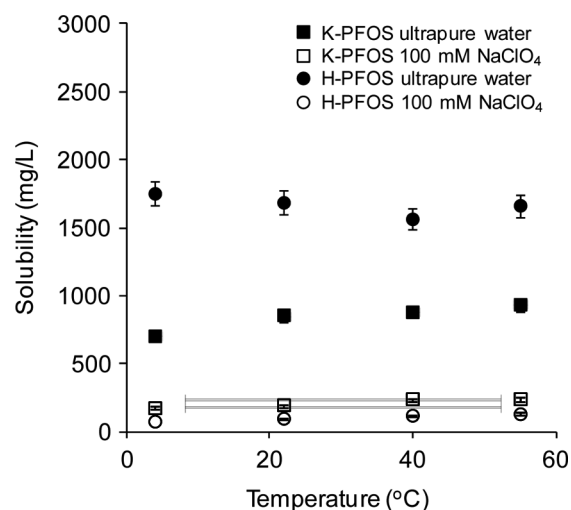 K-PFOS ultrapure water
K-PFOS 100 mM NaClO₄
H-PFOS ultrapure water
H-PFOS 100 mM NaClO₄
3000
2500
2000
1500
1000
500
0
Solubility (mg/L)
0 20 40 60
Temperature (°C)